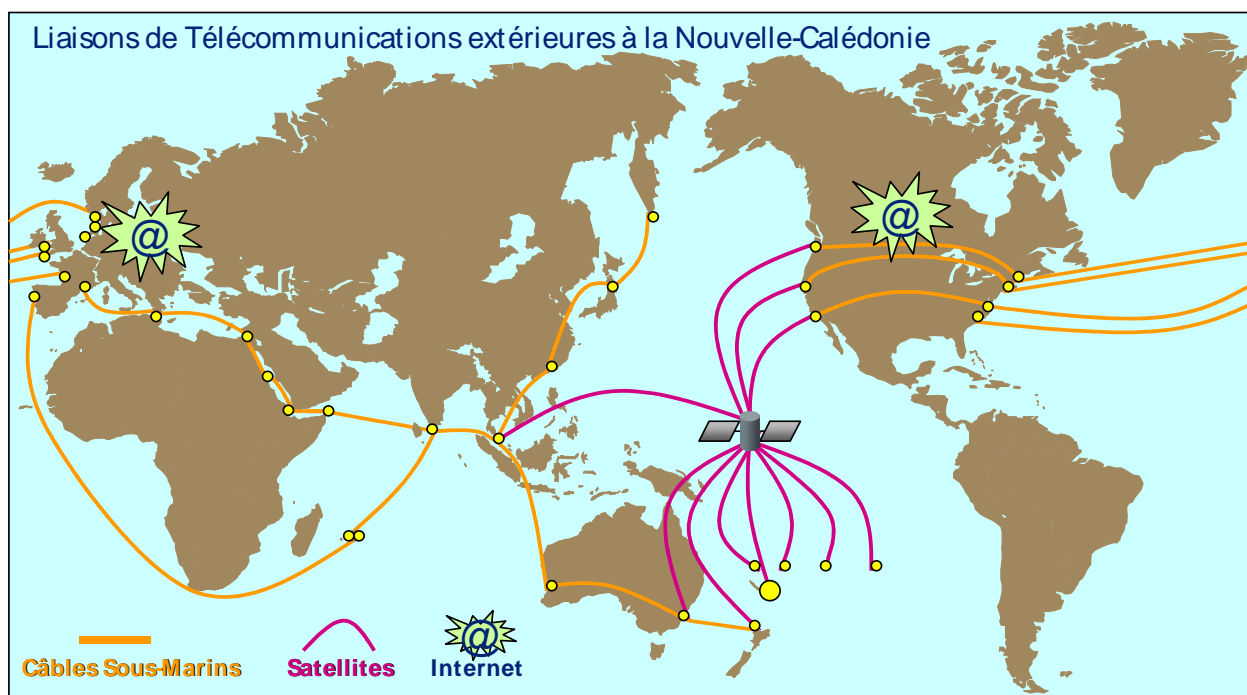 Liaisons de Télécommunications extérieures à la Nouvelle-Calédonie
@
@
@
Câbles Sous-Marins Satellites Internet